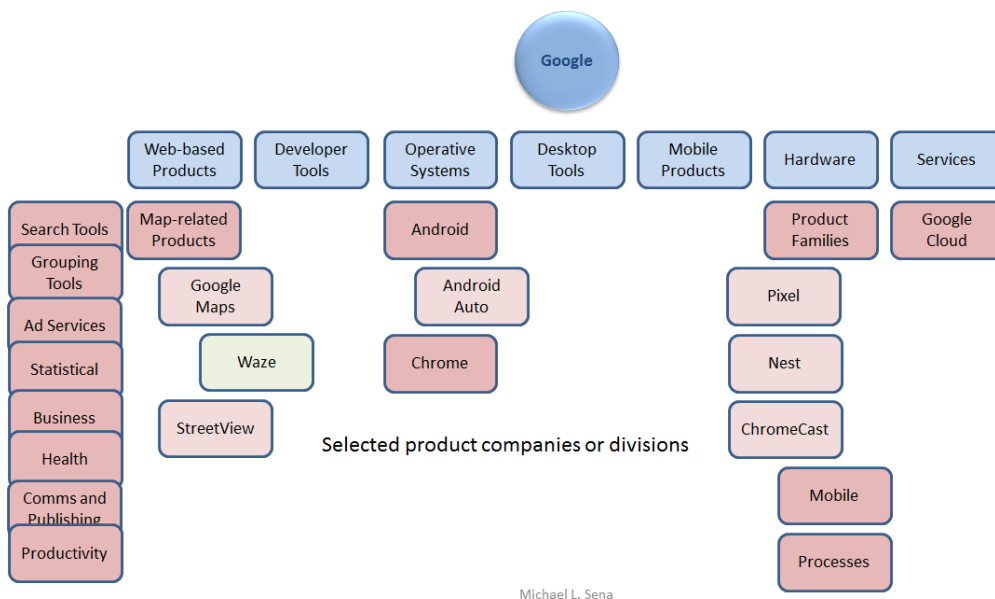 Google
Web-based
Products
Developer
Tools
Operative
Systems
Desktop
Tools
Mobile
Products
Hardware
Services
Search Tools
Grouping
Tools
Ad Services
Statistical
Business
Health
Comms and
Publishing
Productivity
Map-related
Products
Google
Maps
Waze
StreetView
Android
Android
Auto
Chrome
Product
Families
Pixel
Nest
ChromeCast
Mobile
Processes
Google
Cloud
Selected product companies or divisions
Michael L. Sena